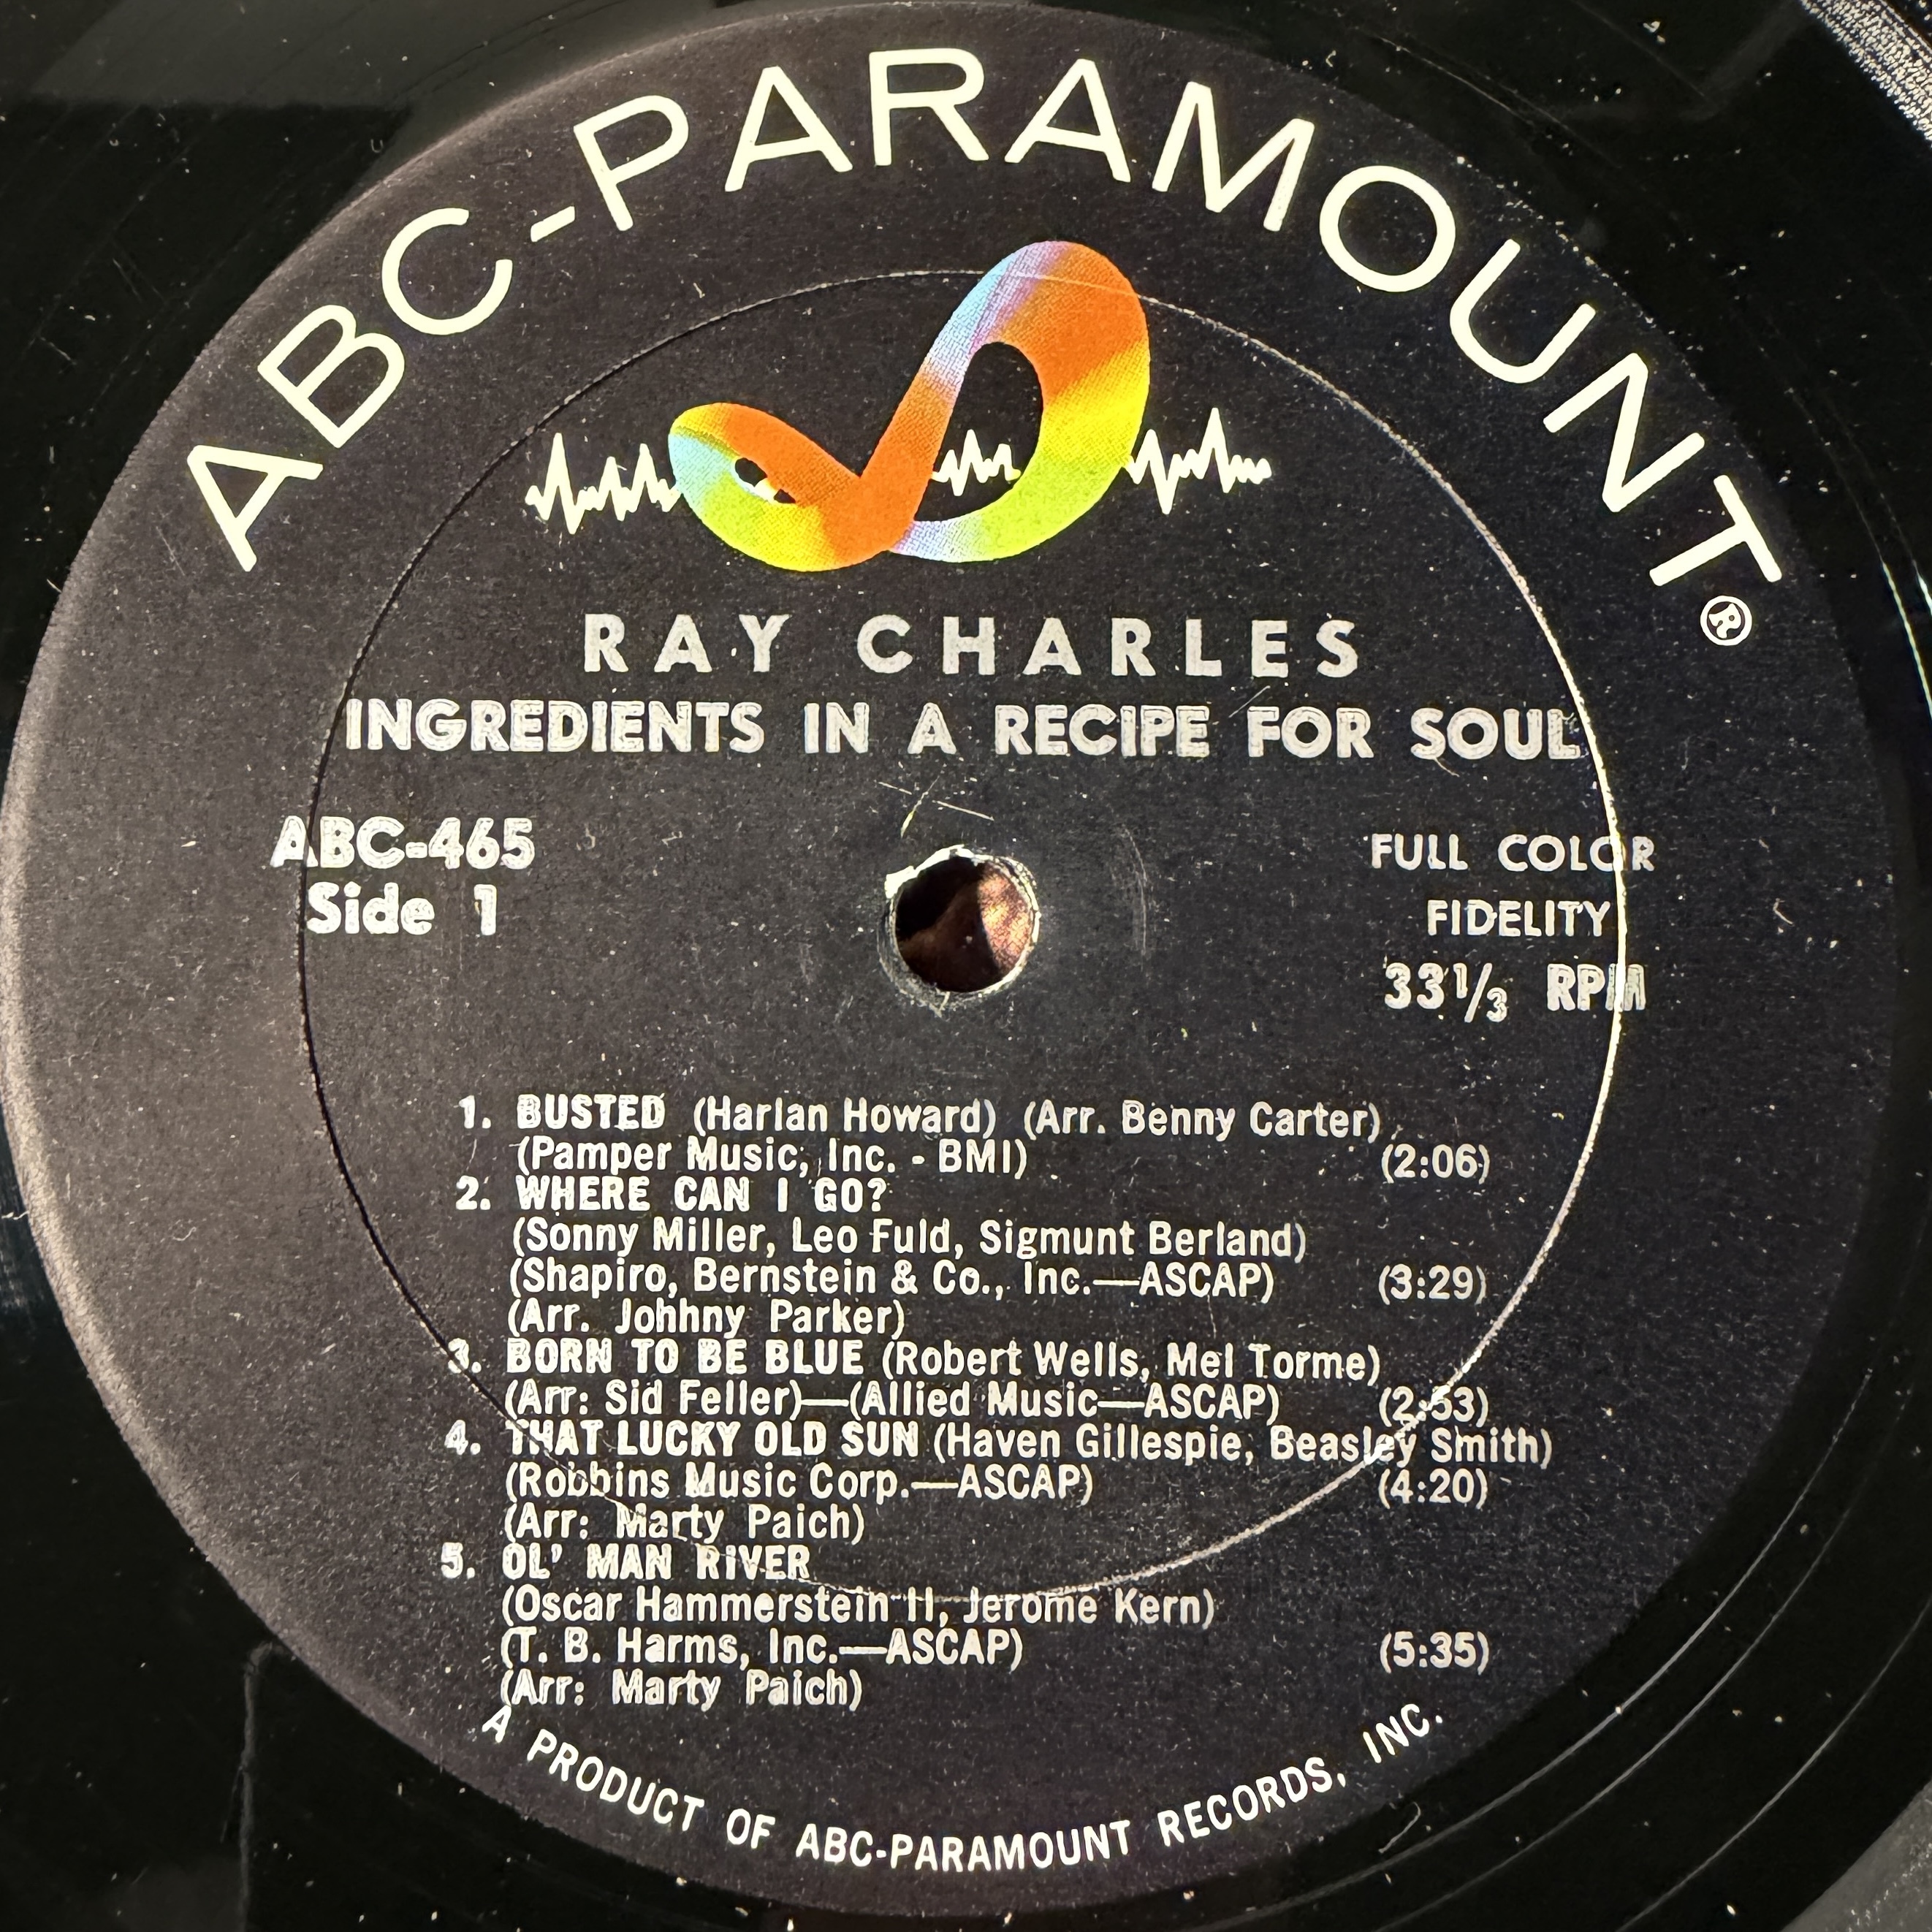 ABC-PARAMOUNT®
RAY CHARLES
INGREDIENTS IN A RECIPE FOR SOUL
ABC-465
Side 1
FULL COLOR
FIDELITY
33 1/3 RPM
1. BUSTED (Harlan Howard) (Arr. Benny Carter)
(Pamper Music, Inc. - BMI) (2:06)
2. WHERE CAN I GO?
(Sonny Miller, Leo Fuld, Sigmunt Berland)
(Shapiro, Bernstein & Co., Inc.—ASCAP) (3:29)
(Arr. Johhny Parker)
3. BORN TO BE BLUE (Robert Wells, Mel Torme)
(Arr: Sid Feller)—(Allied Music—ASCAP) (2:53)
4. THAT LUCKY OLD SUN (Haven Gillespie, Beasley Smith)
(Robbins Music Corp.—ASCAP) (4:20)
(Arr: Marty Paich)
5. OL' MAN RIVER
(Oscar Hammerstein II, Jerome Kern)
(T. B. Harms, Inc.—ASCAP) (5:35)
(Arr: Marty Paich)
A PRODUCT OF ABC-PARAMOUNT RECORDS, INC.